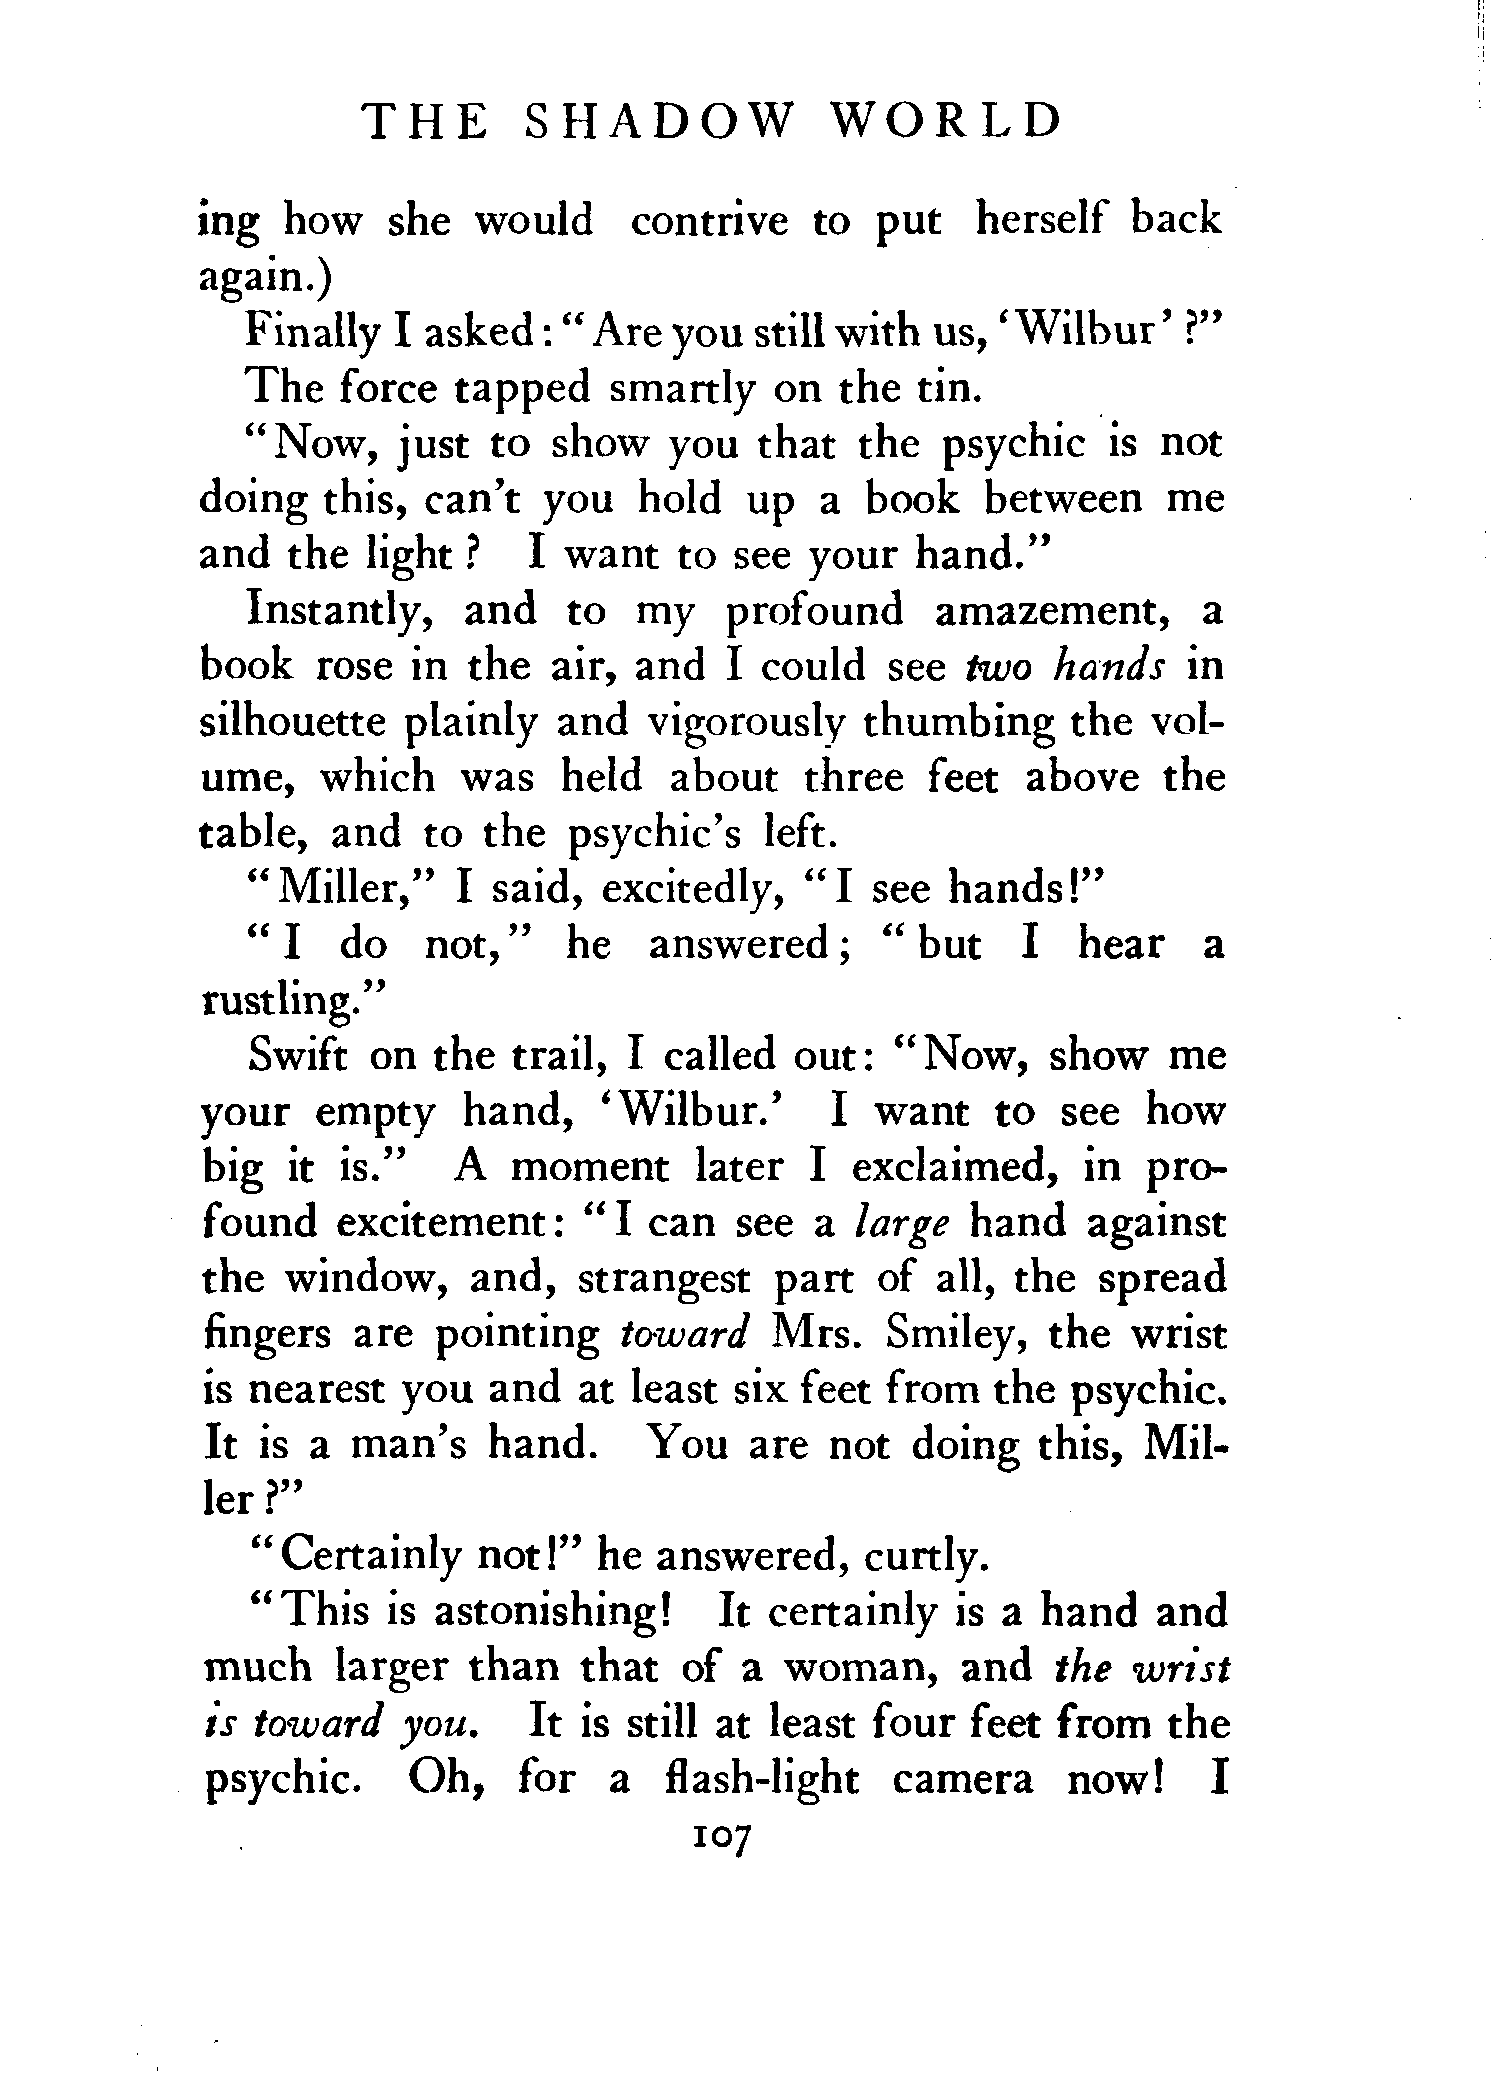 THE SHADOW WORLD
ing how she would contrive to put herself back
again.)
Finally I asked: "Are you still with us, 'Wilbur'?"
The force tapped smartly on the tin.
"Now, just to show you that the psychic is not
doing this, can't you hold up a book between me
and the light? I want to see your hand."
Instantly, and to my profound amazement, a
book rose in the air, and I could see two hands in
silhouette plainly and vigorously thumbing the vol-
ume, which was held about three feet above the
table, and to the psychic's left.
"Miller," I said, excitedly, "I see hands!"
"I do not," he answered; "but I hear a
rustling."
Swift on the trail, I called out: "Now, show me
your empty hand, 'Wilbur.' I want to see how
big it is." A moment later I exclaimed, in pro-
found excitement: "I can see a large hand against
the window, and, strangest part of all, the spread
fingers are pointing toward Mrs. Smiley, the wrist
is nearest you and at least six feet from the psychic.
It is a man's hand. You are not doing this, Mil-
ler?"
"Certainly not!" he answered, curtly.
"This is astonishing! It certainly is a hand and
much larger than that of a woman, and the wrist
is toward you. It is still at least four feet from the
psychic. Oh, for a flash-light camera now! I
107